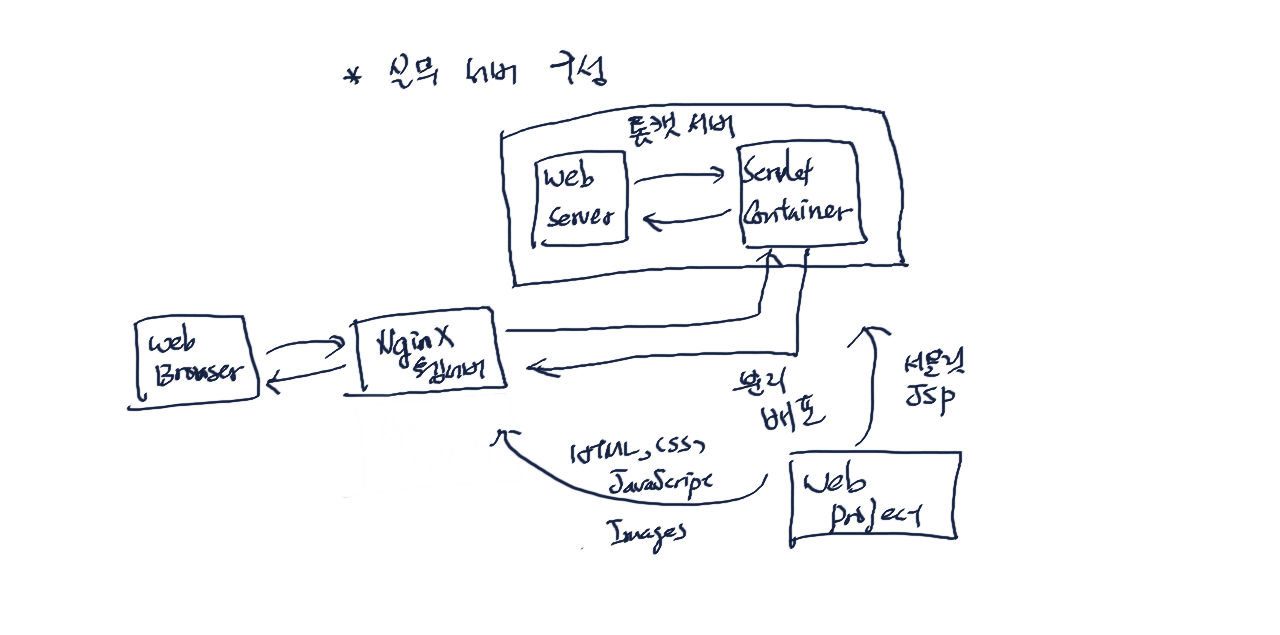 * 실무 서버 구성
톰캣 서버
Web
Server
Servlet
Container
Web
Browser
NginX
웹서버
분리
배포
서블릿
JSP
HTML, CSS,
JavaScript
Images
Web
Project